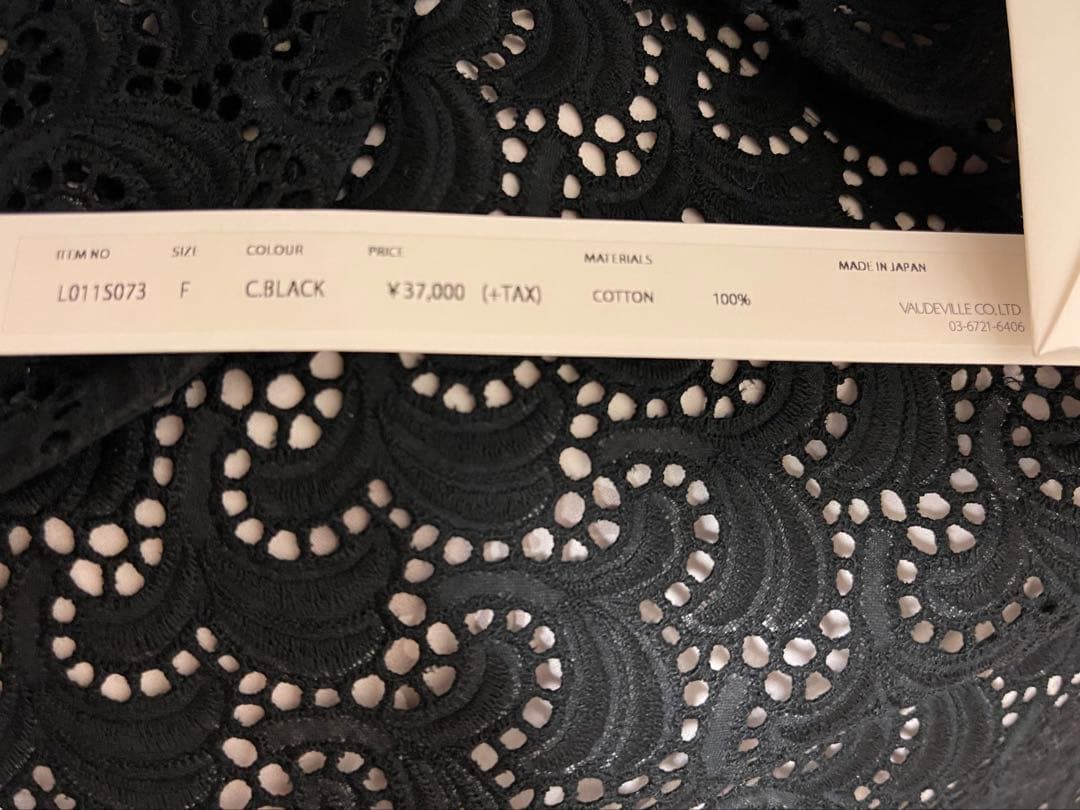 ITEM NO SIZE COLOUR PRICE MATERIALS MADE IN JAPAN
L011S073 F C.BLACK ¥37,000 (+TAX) COTTON 100%
VAUDEVILLE CO.LTD
03-6721-6406